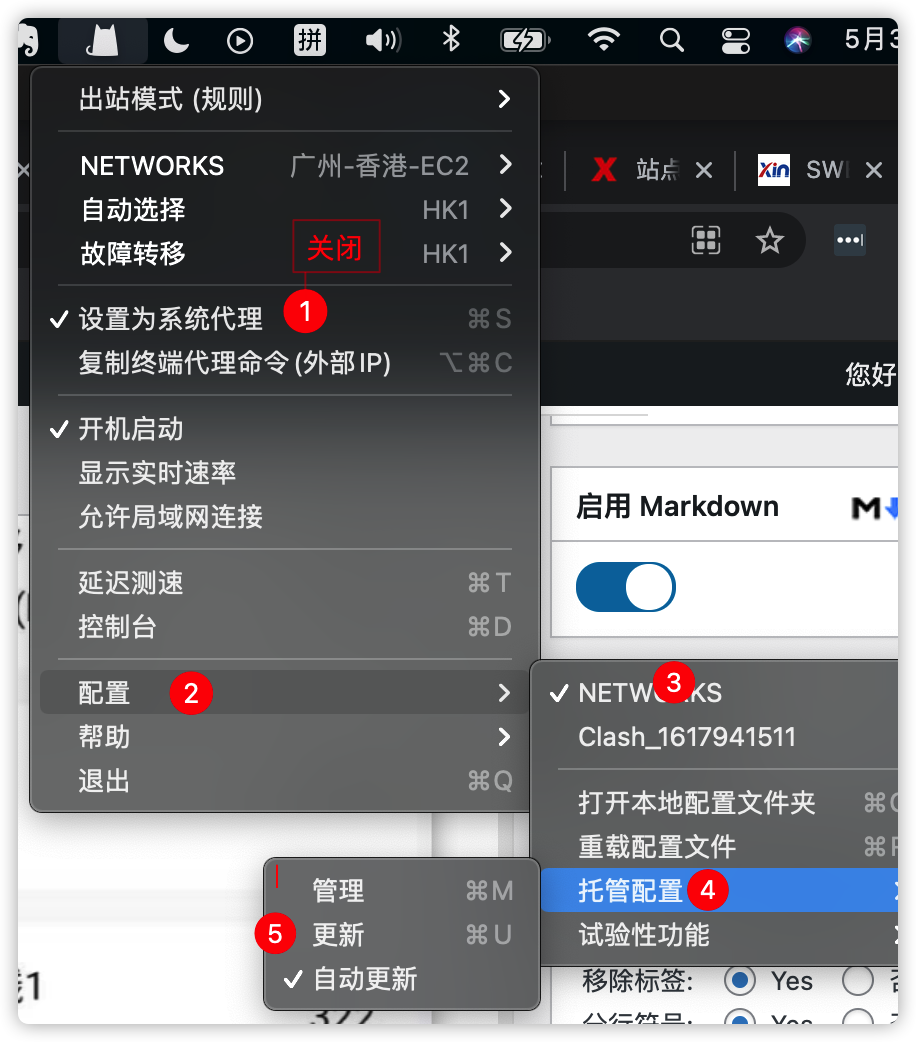 拼 5月3
出站模式 (规则)
NETWORKS 广州-香港-EC2
站点 SWI
自动选择 HK1
故障转移 HK1
关闭
1
设置为系统代理 ⌘S
复制终端代理命令 (外部 IP) ⌥⌘C
您好
开机启动
显示实时速率
允许局域网连接
启用 Markdown
延迟测速 ⌘T
控制台 ⌘D
配置 2
帮助
退出 ⌘Q
3
NETWORKS
Clash_1617941511
打开本地配置文件夹 ⌘
重载配置文件 ⌘
托管配置 4
试验性功能
管理 ⌘M
5 更新 ⌘U
自动更新
移除标签: Yes
分行符号: Yes
1
322